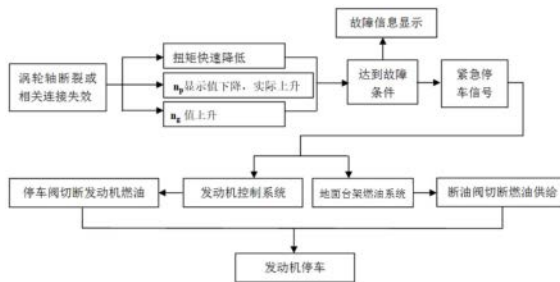 故障信息显示
扭矩快速降低
涡轮轴断裂或
相关连接失效
np显示值下降，实际上升
达到故障
条件
紧急停
车信号
ng 值上升
停车阀切断发动机燃油
发动机控制系统
地面台架燃油系统
断油阀切断燃油供给
发动机停车